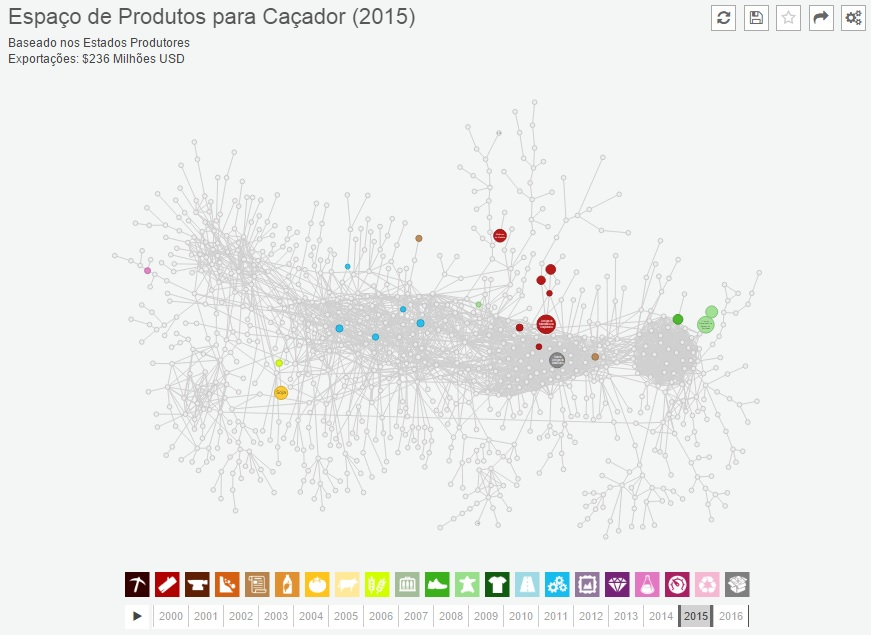 Espaço de Produtos para Caçador (2015)
Baseado nos Estados Produtores
Exportações: $236 Milhões USD
Soja
2000 2001 2002 2003 2004 2005 2006 2007 2008 2009 2010 2011 2012 2013 2014 2015 2016